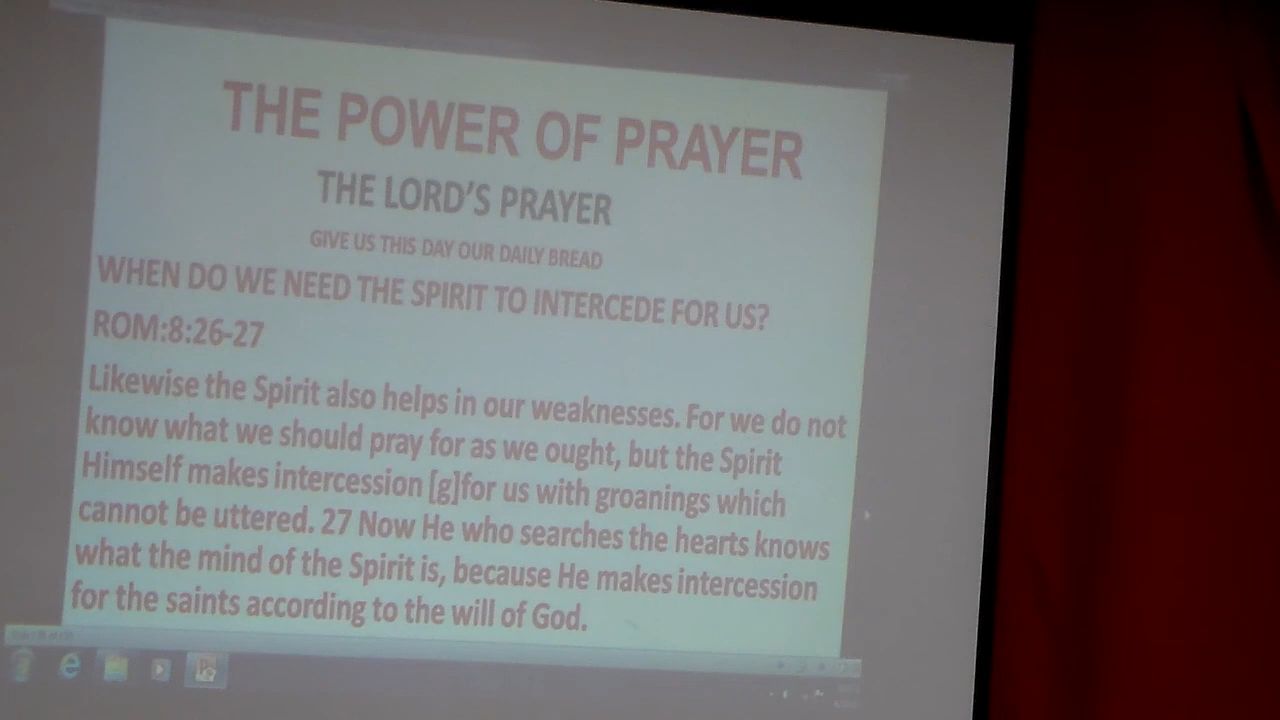 THE POWER OF PRAYER
THE LORD'S PRAYER
GIVE US THIS DAY OUR DAILY BREAD
WHEN DO WE NEED THE SPIRIT TO INTERCEDE FOR US?
ROM:8:26-27
Likewise the Spirit also helps in our weaknesses. For we do not
know what we should pray for as we ought, but the Spirit
Himself makes intercession [g]for us with groanings which
cannot be uttered. 27 Now He who searches the hearts knows
what the mind of the Spirit is, because He makes intercession
for the saints according to the will of God.